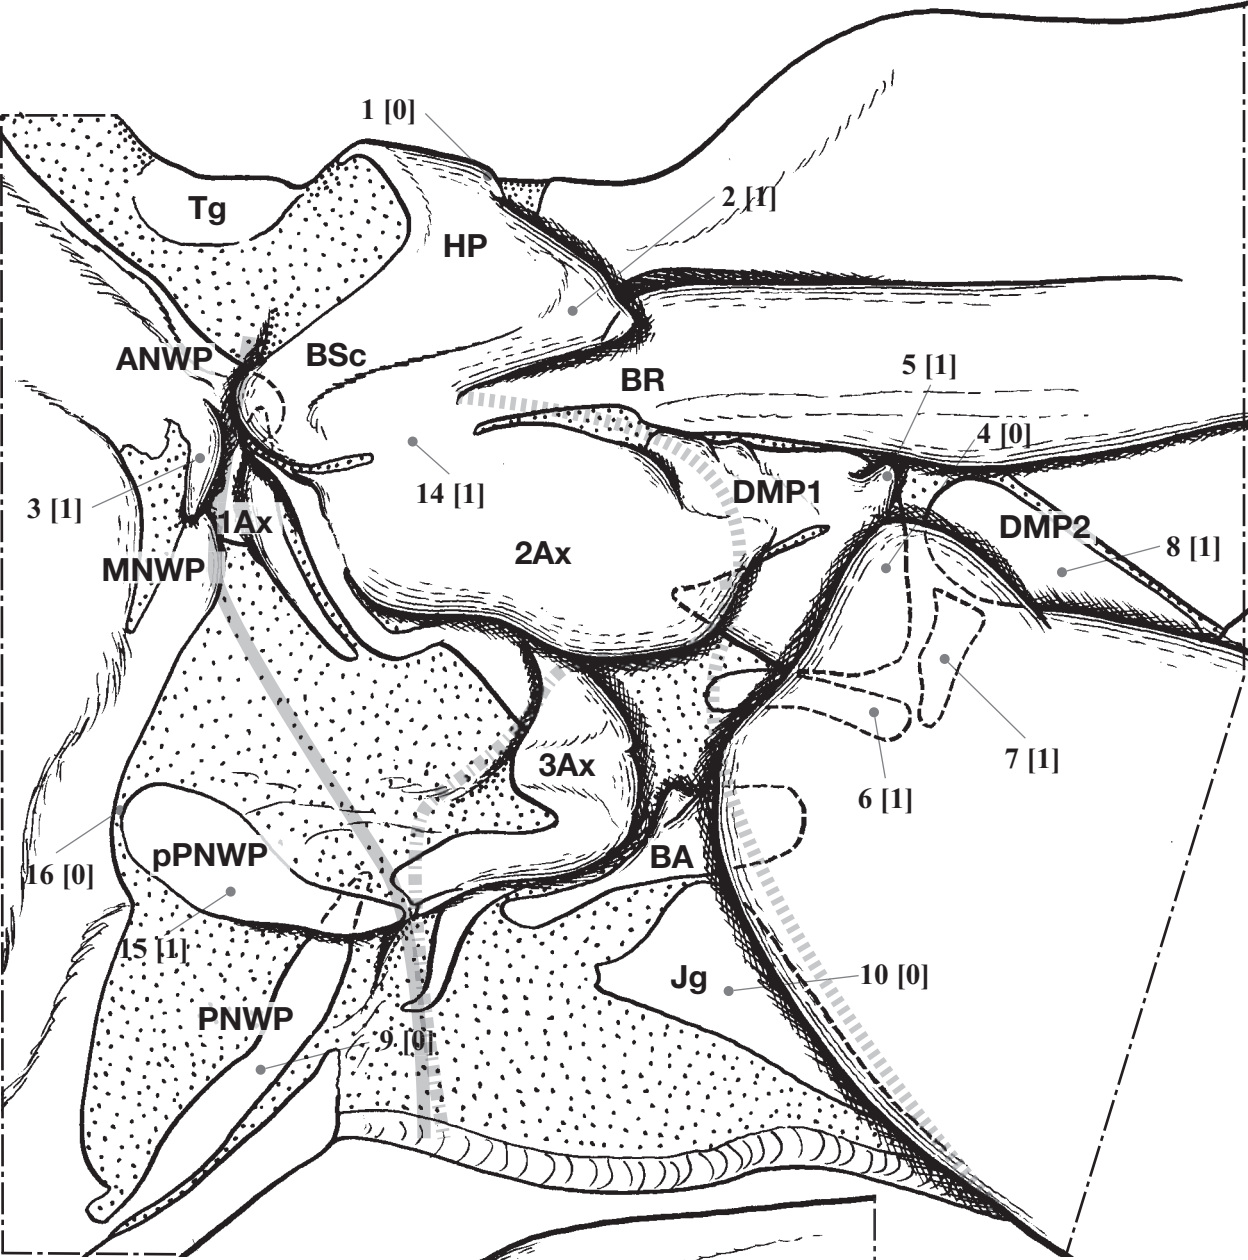 1 [0]
Tg
2 [1]
HP
ANWP
BSc
BR
5 [1]
4 [0]
3 [1]
14 [1]
DMP1
1Ax
DMP2
2Ax
8 [1]
MNWP
7 [1]
3Ax
6 [1]
pPNWP
BA
16 [0]
15 [1]
Jg
10 [0]
PNWP
9 [0]